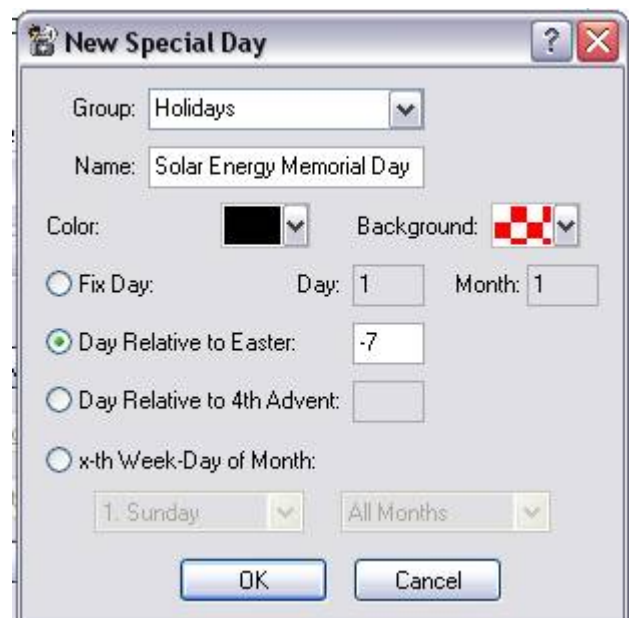 New Special Day
Group: Holidays
Name: Solar Energy Memorial Day
Color: Background:
Fix Day: Day: 1 Month: 1
Day Relative to Easter: -7
Day Relative to 4th Advent:
x-th Week-Day of Month:
1. Sunday All Months
OK Cancel